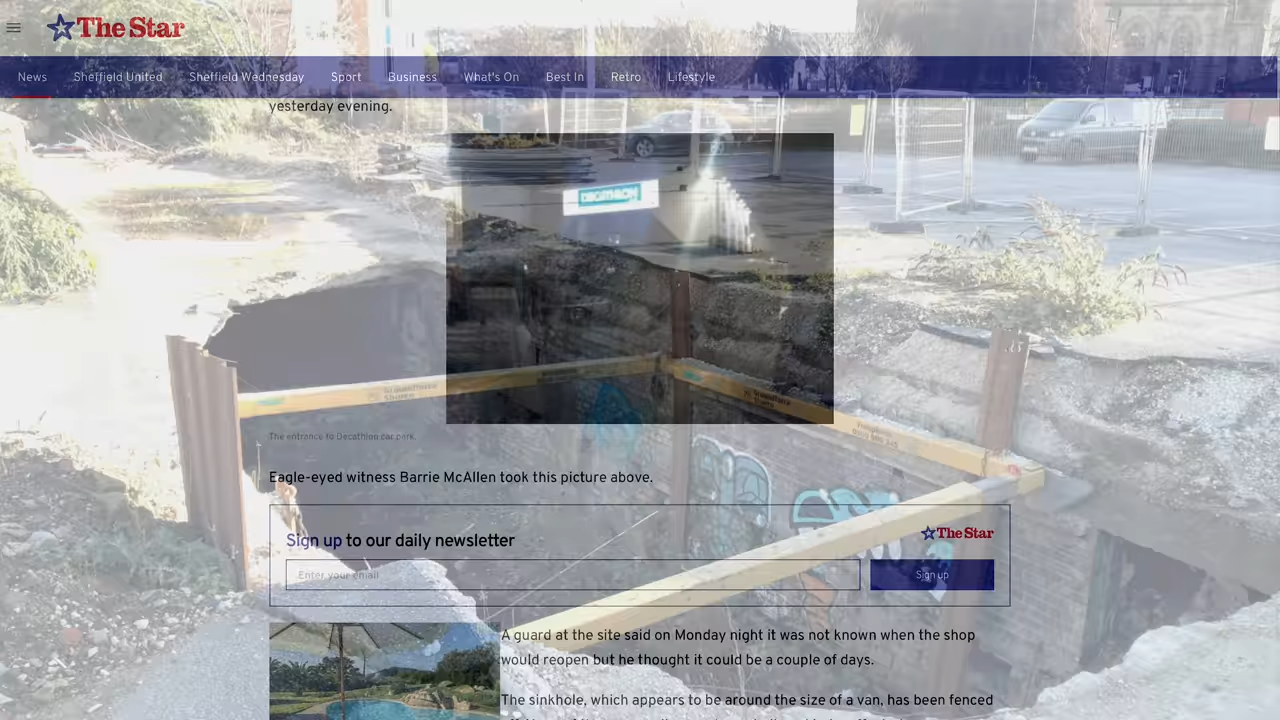 The Star
News Sheffield United Sheffield Wednesday Sport Business What's On Best In Retro Lifestyle
yesterday evening.
DECATHLON
The entrance to Decathlon car park.
Eagle-eyed witness Barrie McAllen took this picture above.
Sign up to our daily newsletter
The Star
Enter your email
Sign up
A guard at the site said on Monday night it was not known when the shop
would reopen but he thought it could be a couple of days.
The sinkhole, which appears to be around the size of a van, has been fenced